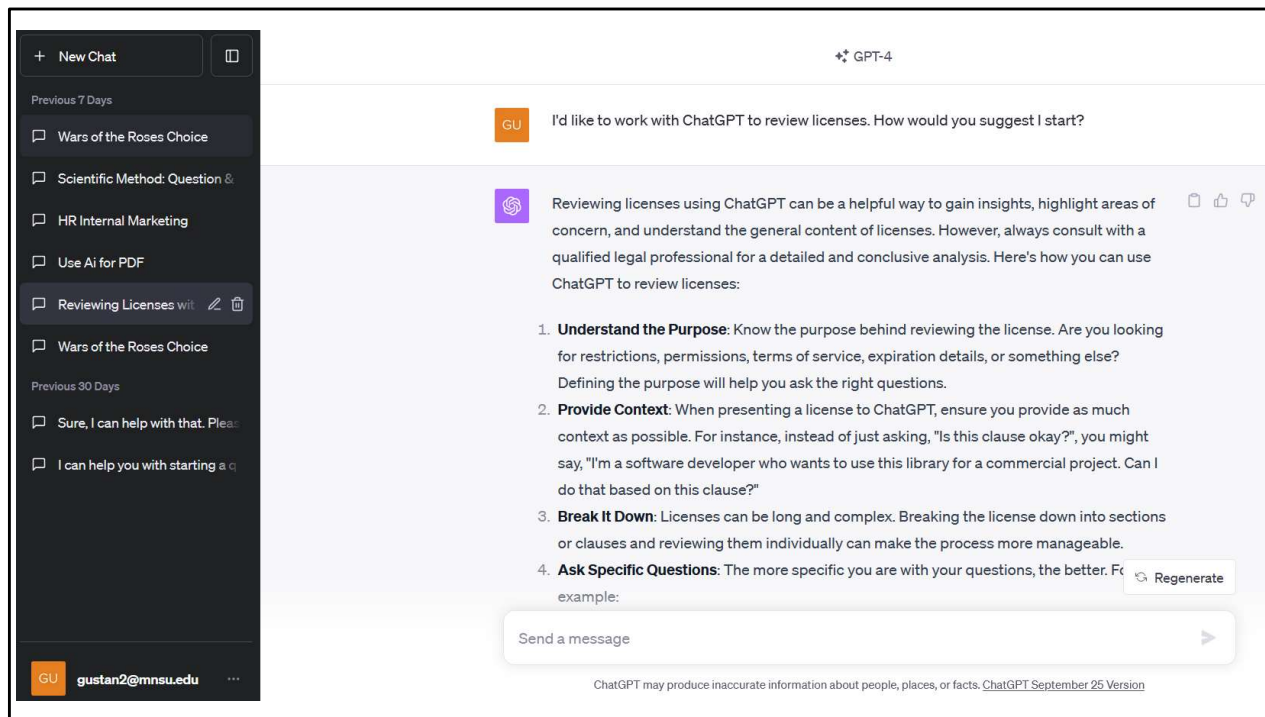 + New Chat
Previous 7 Days
Wars of the Roses Choice
Scientific Method: Question &
HR Internal Marketing
Use Ai for PDF
Reviewing Licenses wit
Wars of the Roses Choice
Previous 30 Days
Sure, I can help with that. Pleas
I can help you with starting a q
GU gustan2@mnsu.edu ...
GPT-4
GU I'd like to work with ChatGPT to review licenses. How would you suggest I start?
Reviewing licenses using ChatGPT can be a helpful way to gain insights, highlight areas of
concern, and understand the general content of licenses. However, always consult with a
qualified legal professional for a detailed and conclusive analysis. Here's how you can use
ChatGPT to review licenses:
1. Understand the Purpose: Know the purpose behind reviewing the license. Are you looking
for restrictions, permissions, terms of service, expiration details, or something else?
Defining the purpose will help you ask the right questions.
2. Provide Context: When presenting a license to ChatGPT, ensure you provide as much
context as possible. For instance, instead of just asking, "Is this clause okay?", you might
say, "I'm a software developer who wants to use this library for a commercial project. Can I
do that based on this clause?"
3. Break It Down: Licenses can be long and complex. Breaking the license down into sections
or clauses and reviewing them individually can make the process more manageable.
4. Ask Specific Questions: The more specific you are with your questions, the better. Fo
example:
Regenerate
Send a message
ChatGPT may produce inaccurate information about people, places, or facts. ChatGPT September 25 Version